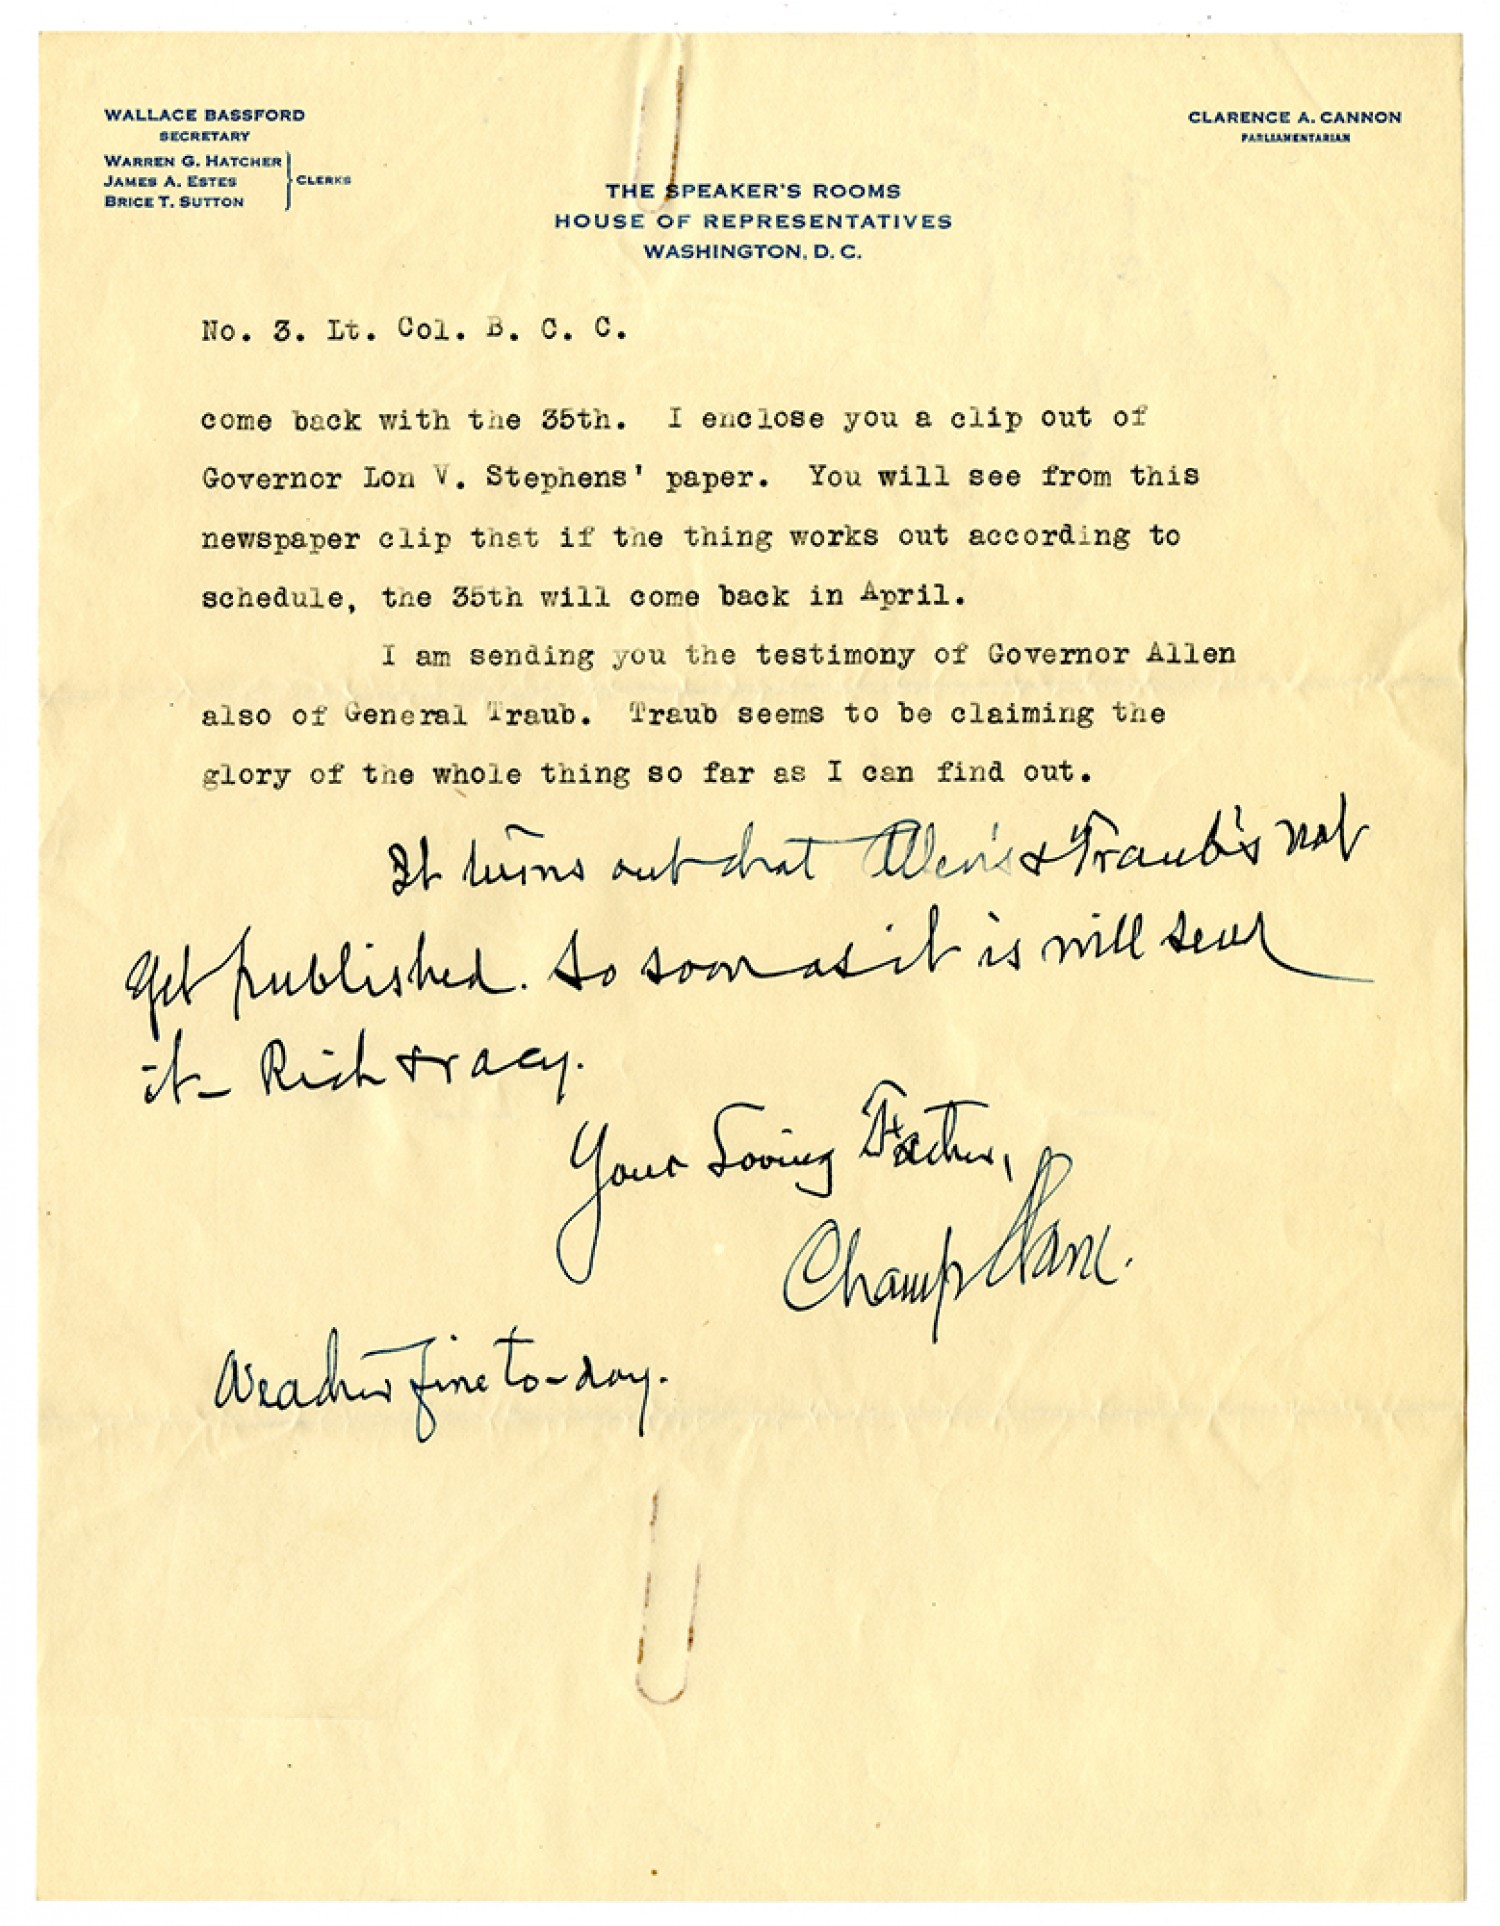 WALLACE BASSFORD
SECRETARY
WARREN G. HATCHER
JAMES A. ESTES
BRICE T. SUTTON
CLERKS
CLARENCE A. CANNON
PARLIAMENTARIAN
THE SPEAKER'S ROOMS
HOUSE OF REPRESENTATIVES
WASHINGTON, D. C.
No. 3. Lt. Col. B. C. C.
come back with the 35th. I enclose you a clip out of
Governor Lon V. Stephens' paper. You will see from this
newspaper clip that if the thing works out according to
schedule, the 35th will come back in April.
I am sending you the testimony of Governor Allen
also of General Traub. Traub seems to be claiming the
glory of the whole thing so far as I can find out.
It turns out that Allen's & Traub's not
yet published. So soon as it is will send
it - Rich & racy.
Your Loving Father,
Champ Clark.
Weather fine to-day.